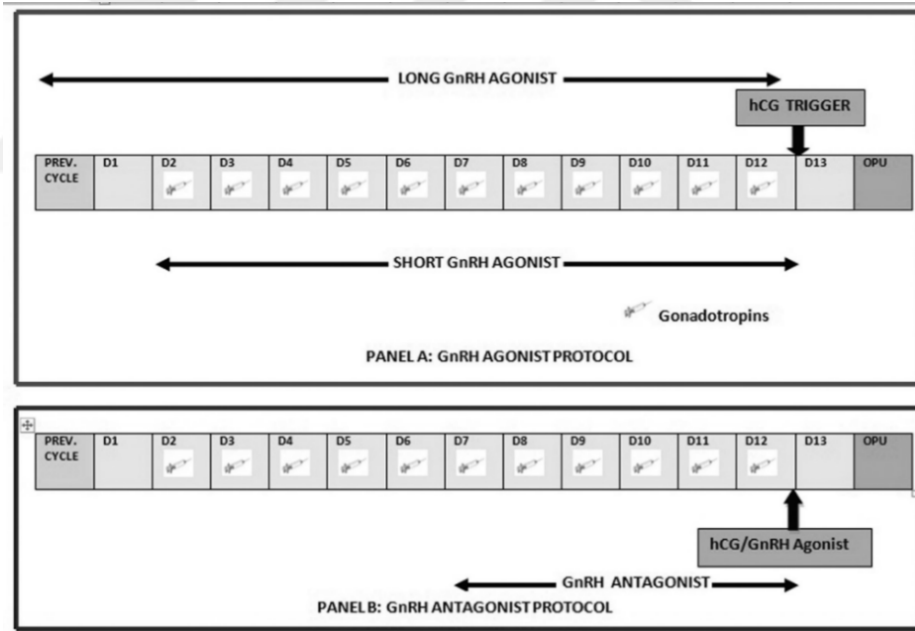 LONG GnRH AGONIST
hCG TRIGGER
PREV. CYCLE D1 D2 D3 D4 D5 D6 D7 D8 D9 D10 D11 D12 D13 OPU
SHORT GnRH AGONIST
Gonadotropins
PANEL A: GnRH AGONIST PROTOCOL
PREV. CYCLE D1 D2 D3 D4 D5 D6 D7 D8 D9 D10 D11 D12 D13 OPU
hCG/GnRH Agonist
GnRH ANTAGONIST
PANEL B: GnRH ANTAGONIST PROTOCOL